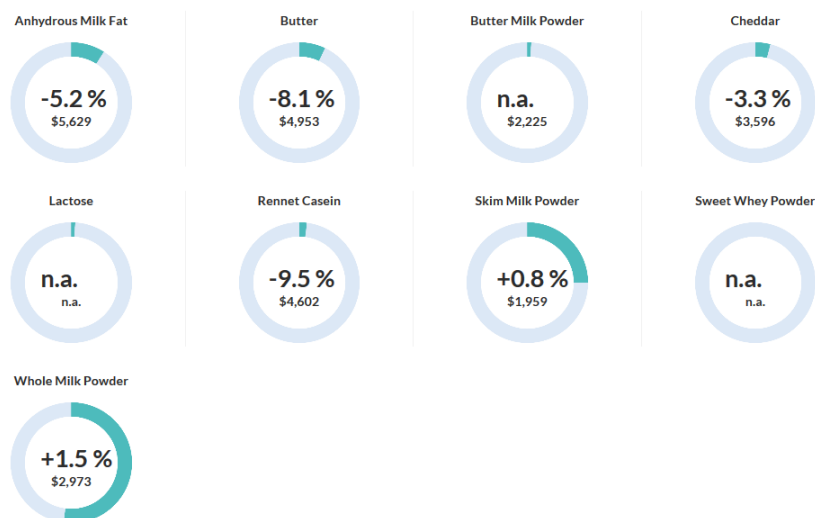 Anhydrous Milk Fat
-5.2 %
$5,629
Butter
-8.1 %
$4,953
Butter Milk Powder
n.a.
$2,225
Cheddar
-3.3 %
$3,596
Lactose
n.a.
n.a.
Rennet Casein
-9.5 %
$4,602
Skim Milk Powder
+0.8 %
$1,959
Sweet Whey Powder
n.a.
n.a.
Whole Milk Powder
+1.5 %
$2,973